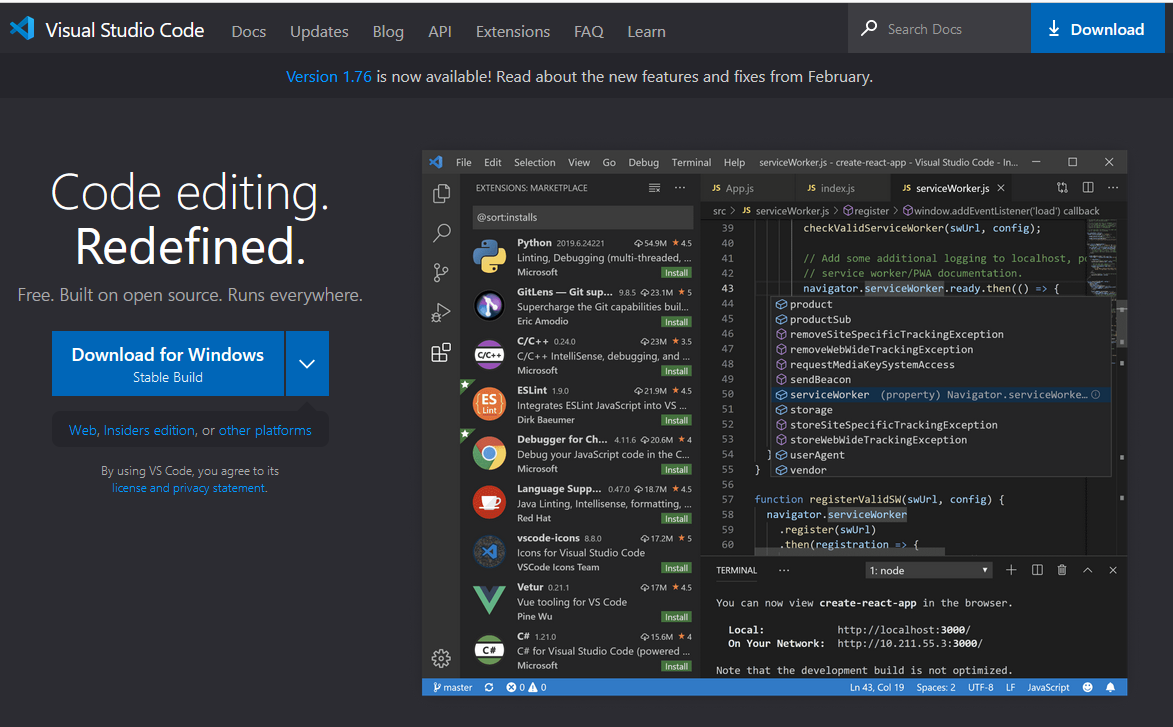 Visual Studio Code Docs Updates Blog API Extensions FAQ Learn Search Docs Download
Version 1.76 is now available! Read about the new features and fixes from February.
Code editing.
Redefined.
Free. Built on open source. Runs everywhere.
Download for Windows
Stable Build
Web, Insiders edition, or other platforms
By using VS Code, you agree to its
license and privacy statement.
File Edit Selection View Go Debug Terminal Help serviceWorker.js - create-react-app - Visual Studio Code - In...
EXTENSIONS: MARKETPLACE ...
@sort:installs
Python 2019.6.24221 54.9M ★ 4.5
Linting, Debugging (multi-threaded, ...
Microsoft Install
GitLens — Git sup... 9.8.5 23.1M ★ 5
Supercharge the Git capabilities buil...
Eric Amodio Install
C/C++
C/C++ 0.24.0 23M ★ 3.5
C/C++ IntelliSense, debugging, and ...
Microsoft Install
ES
Lint
ESLint 1.9.0 21.9M ★ 4.5
Integrates ESLint JavaScript into VS ...
Dirk Baeumer Install
Debugger for Ch... 4.11.6 20.6M ★ 4
Debug your JavaScript code in the C...
Microsoft Install
Language Supp... 0.47.0 18.7M ★ 4.5
Java Linting, Intellisense, formatting, ...
Red Hat Install
vscode-icons 8.8.0 17.2M ★ 5
Icons for Visual Studio Code
VSCode Icons Team Install
Vetur 0.21.1 17M ★ 4.5
Vue tooling for VS Code
Pine Wu Install
C#
C# 1.21.0 15.6M ★ 4
C# for Visual Studio Code (powered ...
Microsoft Install
JS App.js JS index.js JS serviceWorker.js ...
src > JS serviceWorker.js > register > window.addEventListener('load') callback
39 checkValidServiceWorker(swUrl, config);
40
41 // Add some additional logging to localhost, po
42 // service worker/PWA documentation.
43 navigator.serviceWorker.ready.then(() => {
44 product
45 productSub
46 removeSiteSpecificTrackingException
47 removeWebWideTrackingException
48 requestMediaKeySystemAccess
49 sendBeacon
50 serviceWorker (property) Navigator.serviceWorke...
51 storage
52 storeSiteSpecificTrackingException
53 storeWebWideTrackingException
54 } userAgent
55 } vendor
56
57 function registerValidSW(swUrl, config) {
58 navigator.serviceWorker
59 .register(swUrl)
60 .then(registration => {
TERMINAL ... 1: node
You can now view create-react-app in the browser.
Local: http://localhost:3000/
On Your Network: http://10.211.55.3:3000/
Note that the development build is not optimized.
master 0 0 Ln 43, Col 19 Spaces: 2 UTF-8 LF JavaScript